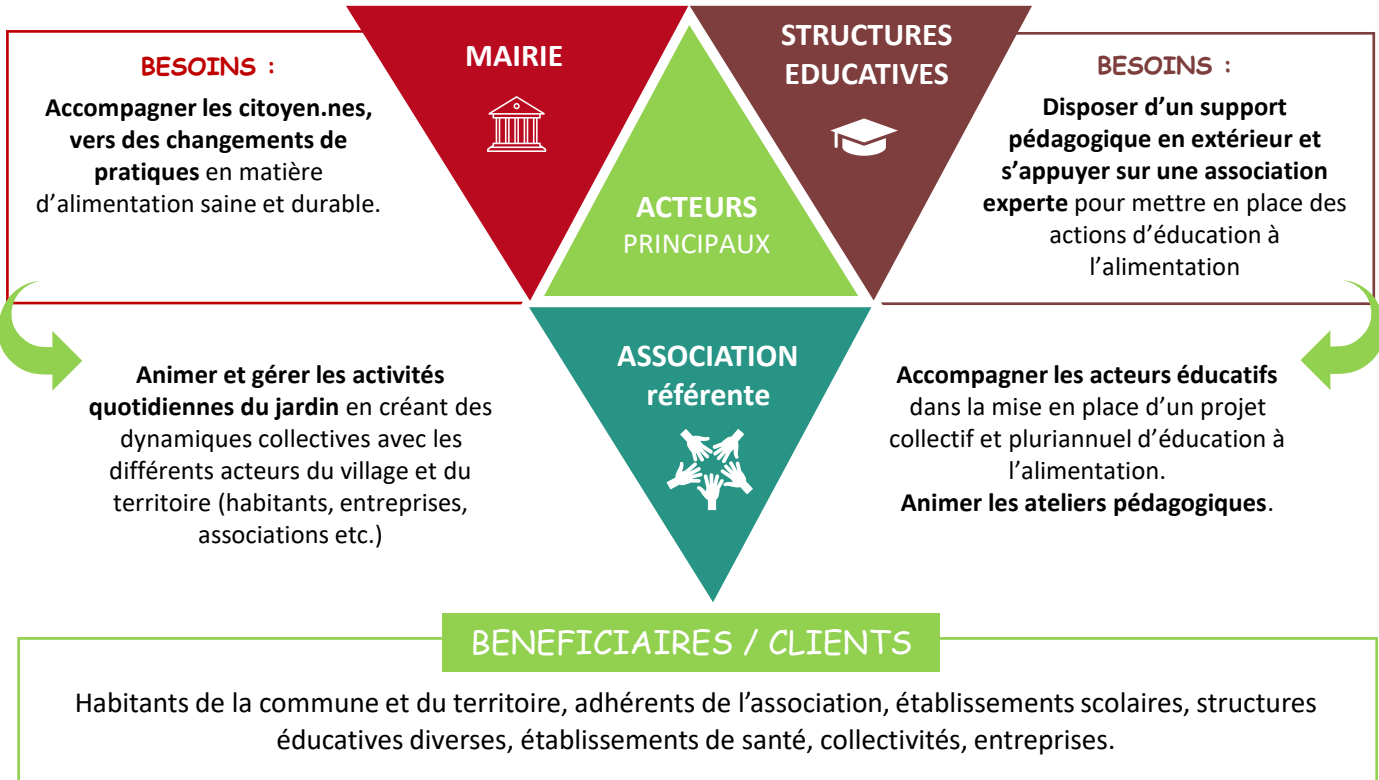 MAIRIE
STRUCTURES
EDUCATIVES
BESOINS :
Accompagner les citoyen.nes,
vers des changements de
pratiques en matière
d'alimentation saine et durable.
ACTEURS
PRINCIPAUX
BESOINS :
Disposer d'un support
pédagogique en extérieur et
s'appuyer sur une association
experte pour mettre en place des
actions d'éducation à
l'alimentation
Animer et gérer les activités
quotidiennes du jardin en créant des
dynamiques collectives avec les
différents acteurs du village et du
territoire (habitants, entreprises,
associations etc.)
ASSOCIATION
référente
Accompagner les acteurs éducatifs
dans la mise en place d'un projet
collectif et pluriannuel d'éducation à
l'alimentation.
Animer les ateliers pédagogiques.
BENEFICIAIRES / CLIENTS
Habitants de la commune et du territoire, adhérents de l'association, établissements scolaires, structures
éducatives diverses, établissements de santé, collectivités, entreprises.